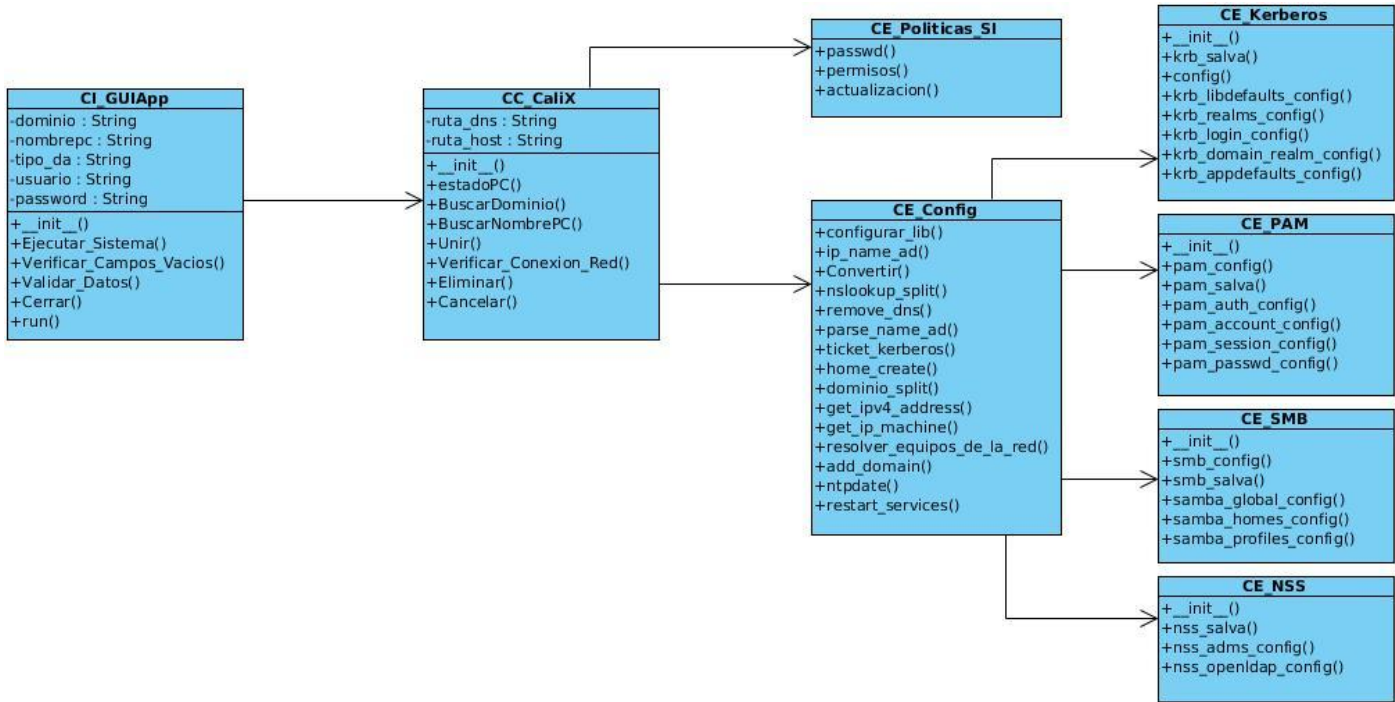 CI_GUIApp
-dominio : String
-nombrepc : String
-tipo_da : String
-usuario : String
-password : String
+__init__()
+Ejecutar_Sistema()
+Verificar_Campos_Vacios()
+Validar_Datos()
+Cerrar()
+run()
CC_CaliX
-ruta_dns : String
-ruta_host : String
+__init__()
+estadoPC()
+BuscarDominio()
+BuscarNombrePC()
+Unir()
+Verificar_Conexion_Red()
+Eliminar()
+Cancelar()
CE_Politicas_SI
+passwd()
+permisos()
+actualizacion()
CE_Config
+configurar_lib()
+ip_name_ad()
+Convertir()
+nslookup_split()
+remove_dns()
+parse_name_ad()
+ticket_kerberos()
+home_create()
+dominio_split()
+get_ipv4_address()
+get_ip_machine()
+resolver_equipos_de_la_red()
+add_domain()
+ntpdate()
+restart_services()
CE_Kerberos
+__init__()
+krb_salva()
+config()
+krb_libdefaults_config()
+krb_realms_config()
+krb_login_config()
+krb_domain_realm_config()
+krb_appdefaults_config()
CE_PAM
+__init__()
+pam_config()
+pam_salva()
+pam_auth_config()
+pam_account_config()
+pam_session_config()
+pam_passwd_config()
CE_SMB
+__init__()
+smb_config()
+smb_salva()
+samba_global_config()
+samba_homes_config()
+samba_profiles_config()
CE_NSS
+__init__()
+nss_salva()
+nss_adms_config()
+nss_openldap_config()